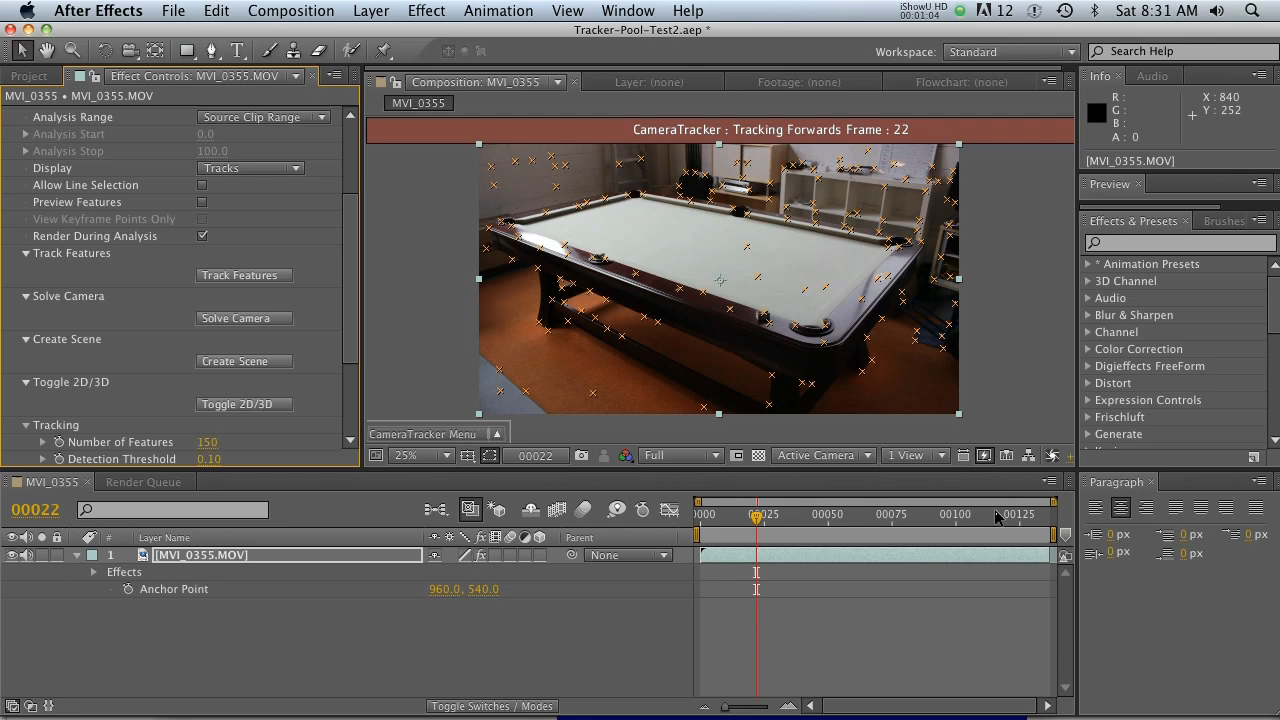 After Effects File Edit Composition Layer Effect Animation View Window Help iShowU HD 00:01:04 12 Sat 8:31 AM
Tracker-Pool-Test2.aep *
T Workspace: Standard Search Help
Project Effect Controls: MVI_0355.MOV Composition: MVI_0355 Layer: (none) Footage: (none) Flowchart: (none) Info Audio
MVI_0355 • MVI_0355.MOV
MVI_0355
R : X : 840
G : Y : 252
B :
A : 0
Analysis Range Source Clip Range
Analysis Start 0.0
CameraTracker : Tracking Forwards Frame : 22
Analysis Stop 100.0
[MVI_0355.MOV]
Display Tracks
Allow Line Selection
Preview
Preview Features
View Keyframe Points Only
Effects & Presets Brushes
Render During Analysis
Track Features
Track Features
Solve Camera
Solve Camera
Create Scene
Create Scene
Toggle 2D/3D
Toggle 2D/3D
Tracking
Number of Features 150
Detection Threshold 0.10
* Animation Presets
3D Channel
Audio
Blur & Sharpen
Channel
Color Correction
Digieffects FreeForm
Distort
Expression Controls
Frischluft
Generate
CameraTracker Menu
25% 00022 Full Active Camera 1 View
MVI_0355 Render Queue Paragraph
00022
0000 00025 00050 00075 00100 00125
# Layer Name fx Parent
1 [MVI_0355.MOV] fx None
Effects
Anchor Point 960.0, 540.0
0 px 0 px 0 px
0 px 0 px
Toggle Switches / Modes